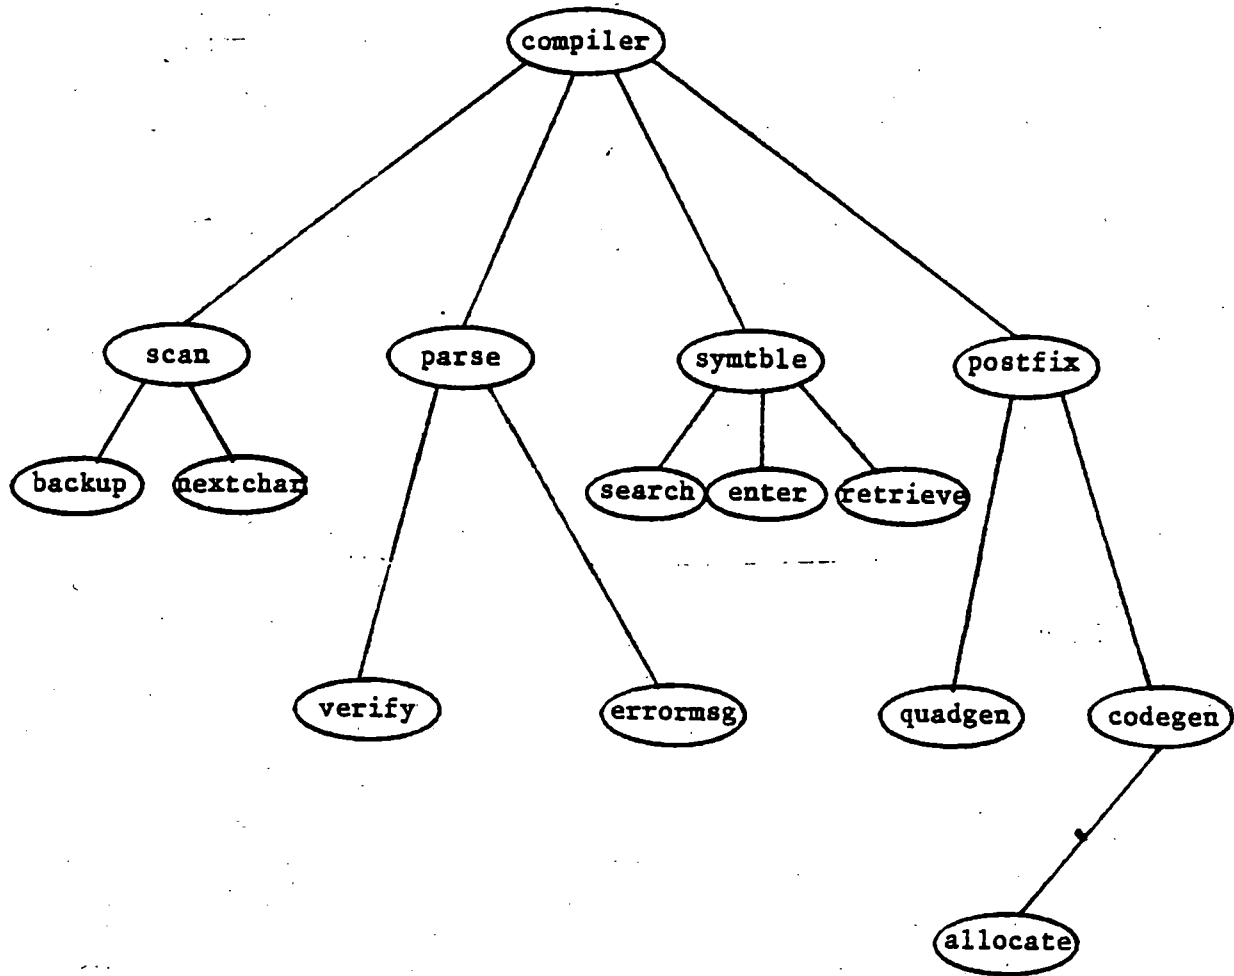 compiler
scan
parse
symtble
postfix
backup
nextchar
search
enter
retrieve
verify
errormsg
quadgen
codegen
allocate